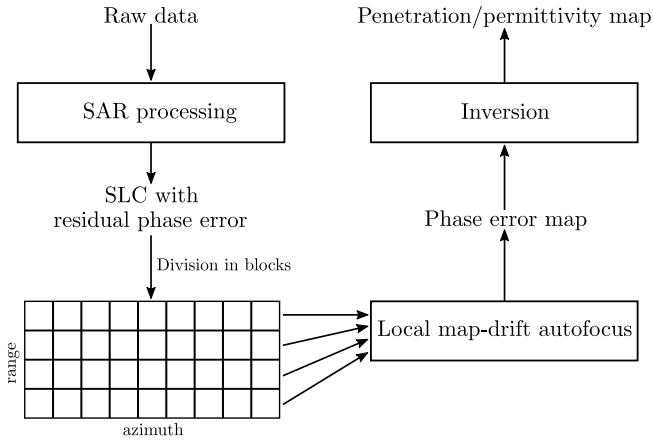 Raw data
SAR processing
SLC with
residual phase error
Division in blocks
range
azimuth
Local map-drift autofocus
Phase error map
Inversion
Penetration/permittivity map